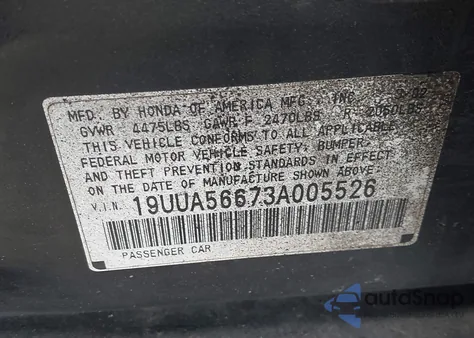 MFD. BY HONDA OF AMERICA MFG., INC.
GVWR 4475LBS GAWR F 2470LBS R 2060LBS
THIS VEHICLE CONFORMS TO ALL APPLICABLE
FEDERAL MOTOR VEHICLE SAFETY, BUMPER,
AND THEFT PREVENTION STANDARDS IN EFFECT
ON THE DATE OF MANUFACTURE SHOWN ABOVE.
V.I.N. 19UUA56673A005526
PASSENGER CAR
autoSnap